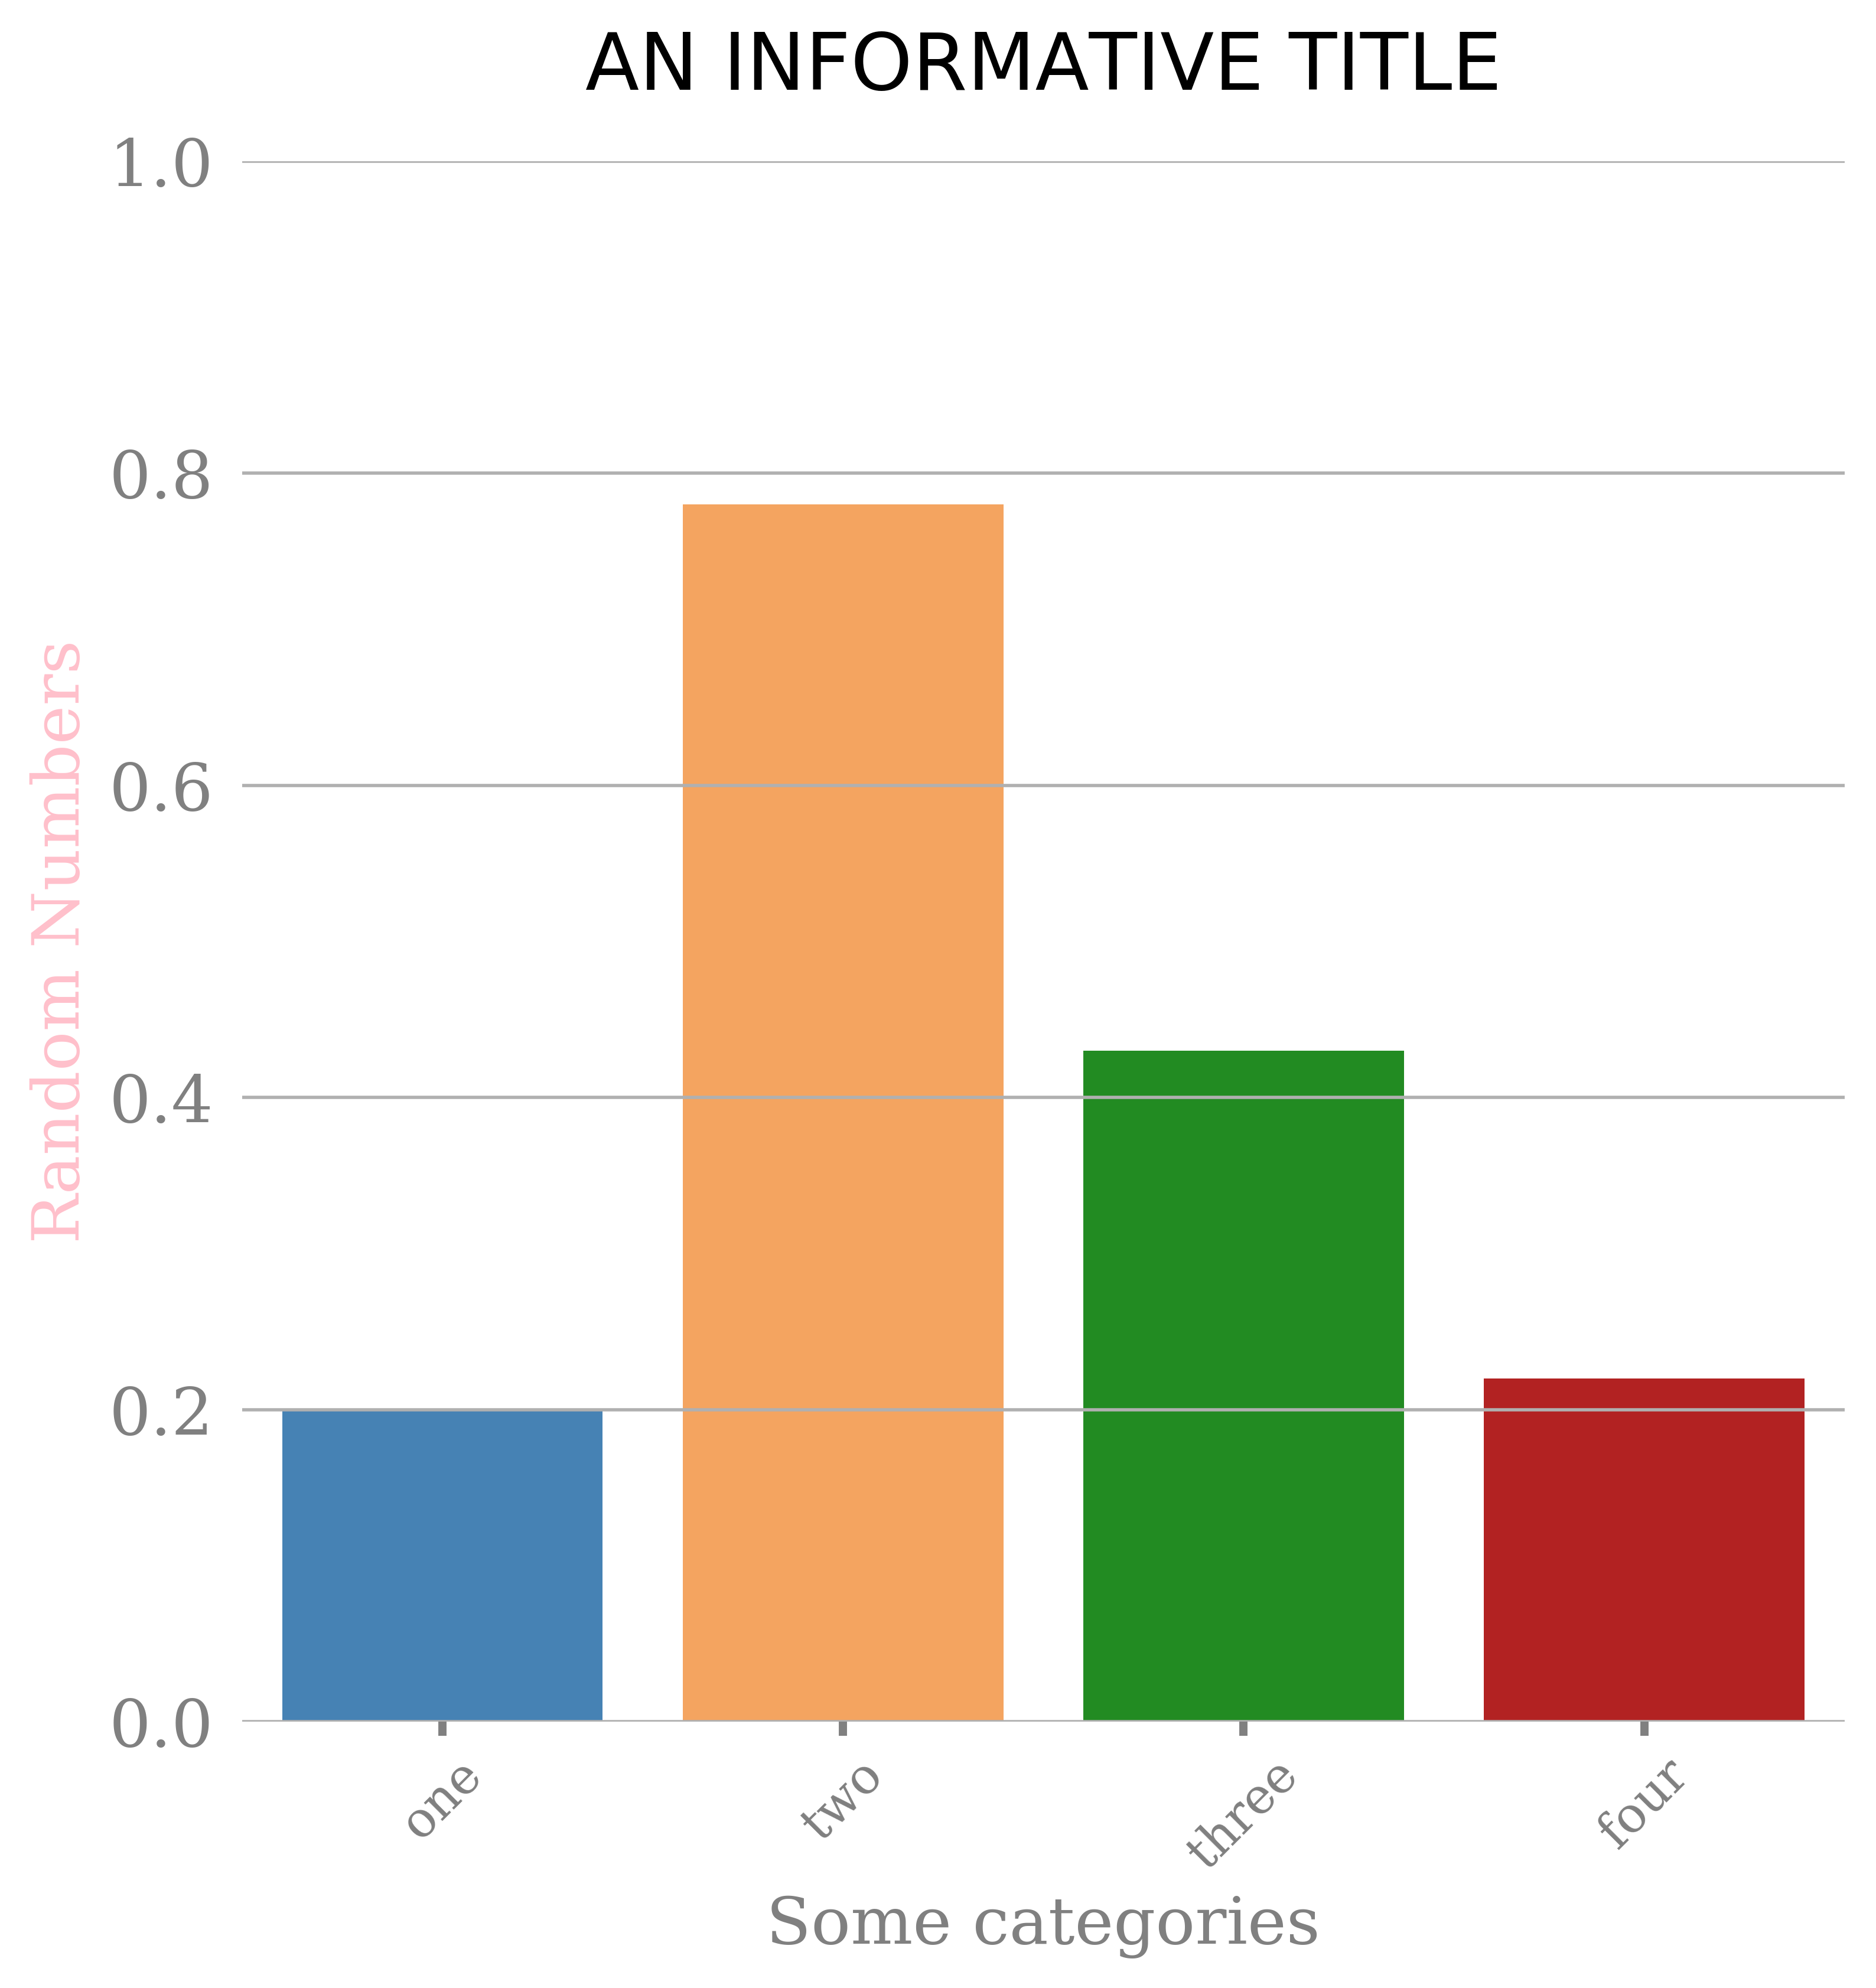 AN INFORMATIVE TITLE
1.0
0.8
0.6
0.4
0.2
0.0
Random Numbers
one
two
three
four
Some categories